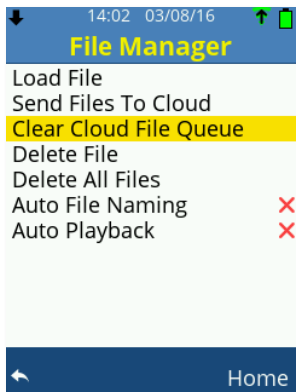 14:02 03/08/16
File Manager
Load File
Send Files To Cloud
Clear Cloud File Queue
Delete File
Delete All Files
Auto File Naming
Auto Playback
Home